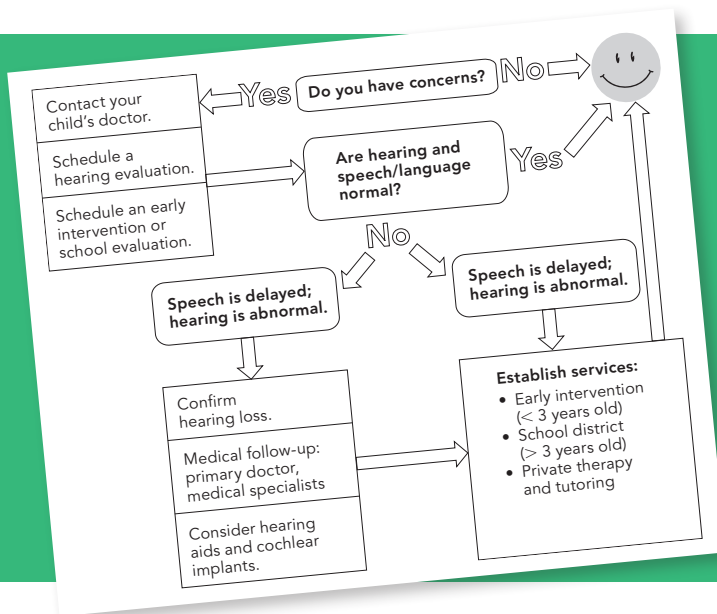 Do you have concerns?
No
Yes
Contact your
child's doctor.
Schedule a
hearing evaluation.
Schedule an early
intervention or
school evaluation.
Are hearing and
speech/language
normal?
Yes
No
Speech is delayed;
hearing is abnormal.
Speech is delayed;
hearing is abnormal.
Confirm
hearing loss.
Medical follow-up:
primary doctor,
medical specialists
Consider hearing
aids and cochlear
implants.
Establish services:
• Early intervention
(< 3 years old)
• School district
(> 3 years old)
• Private therapy
and tutoring